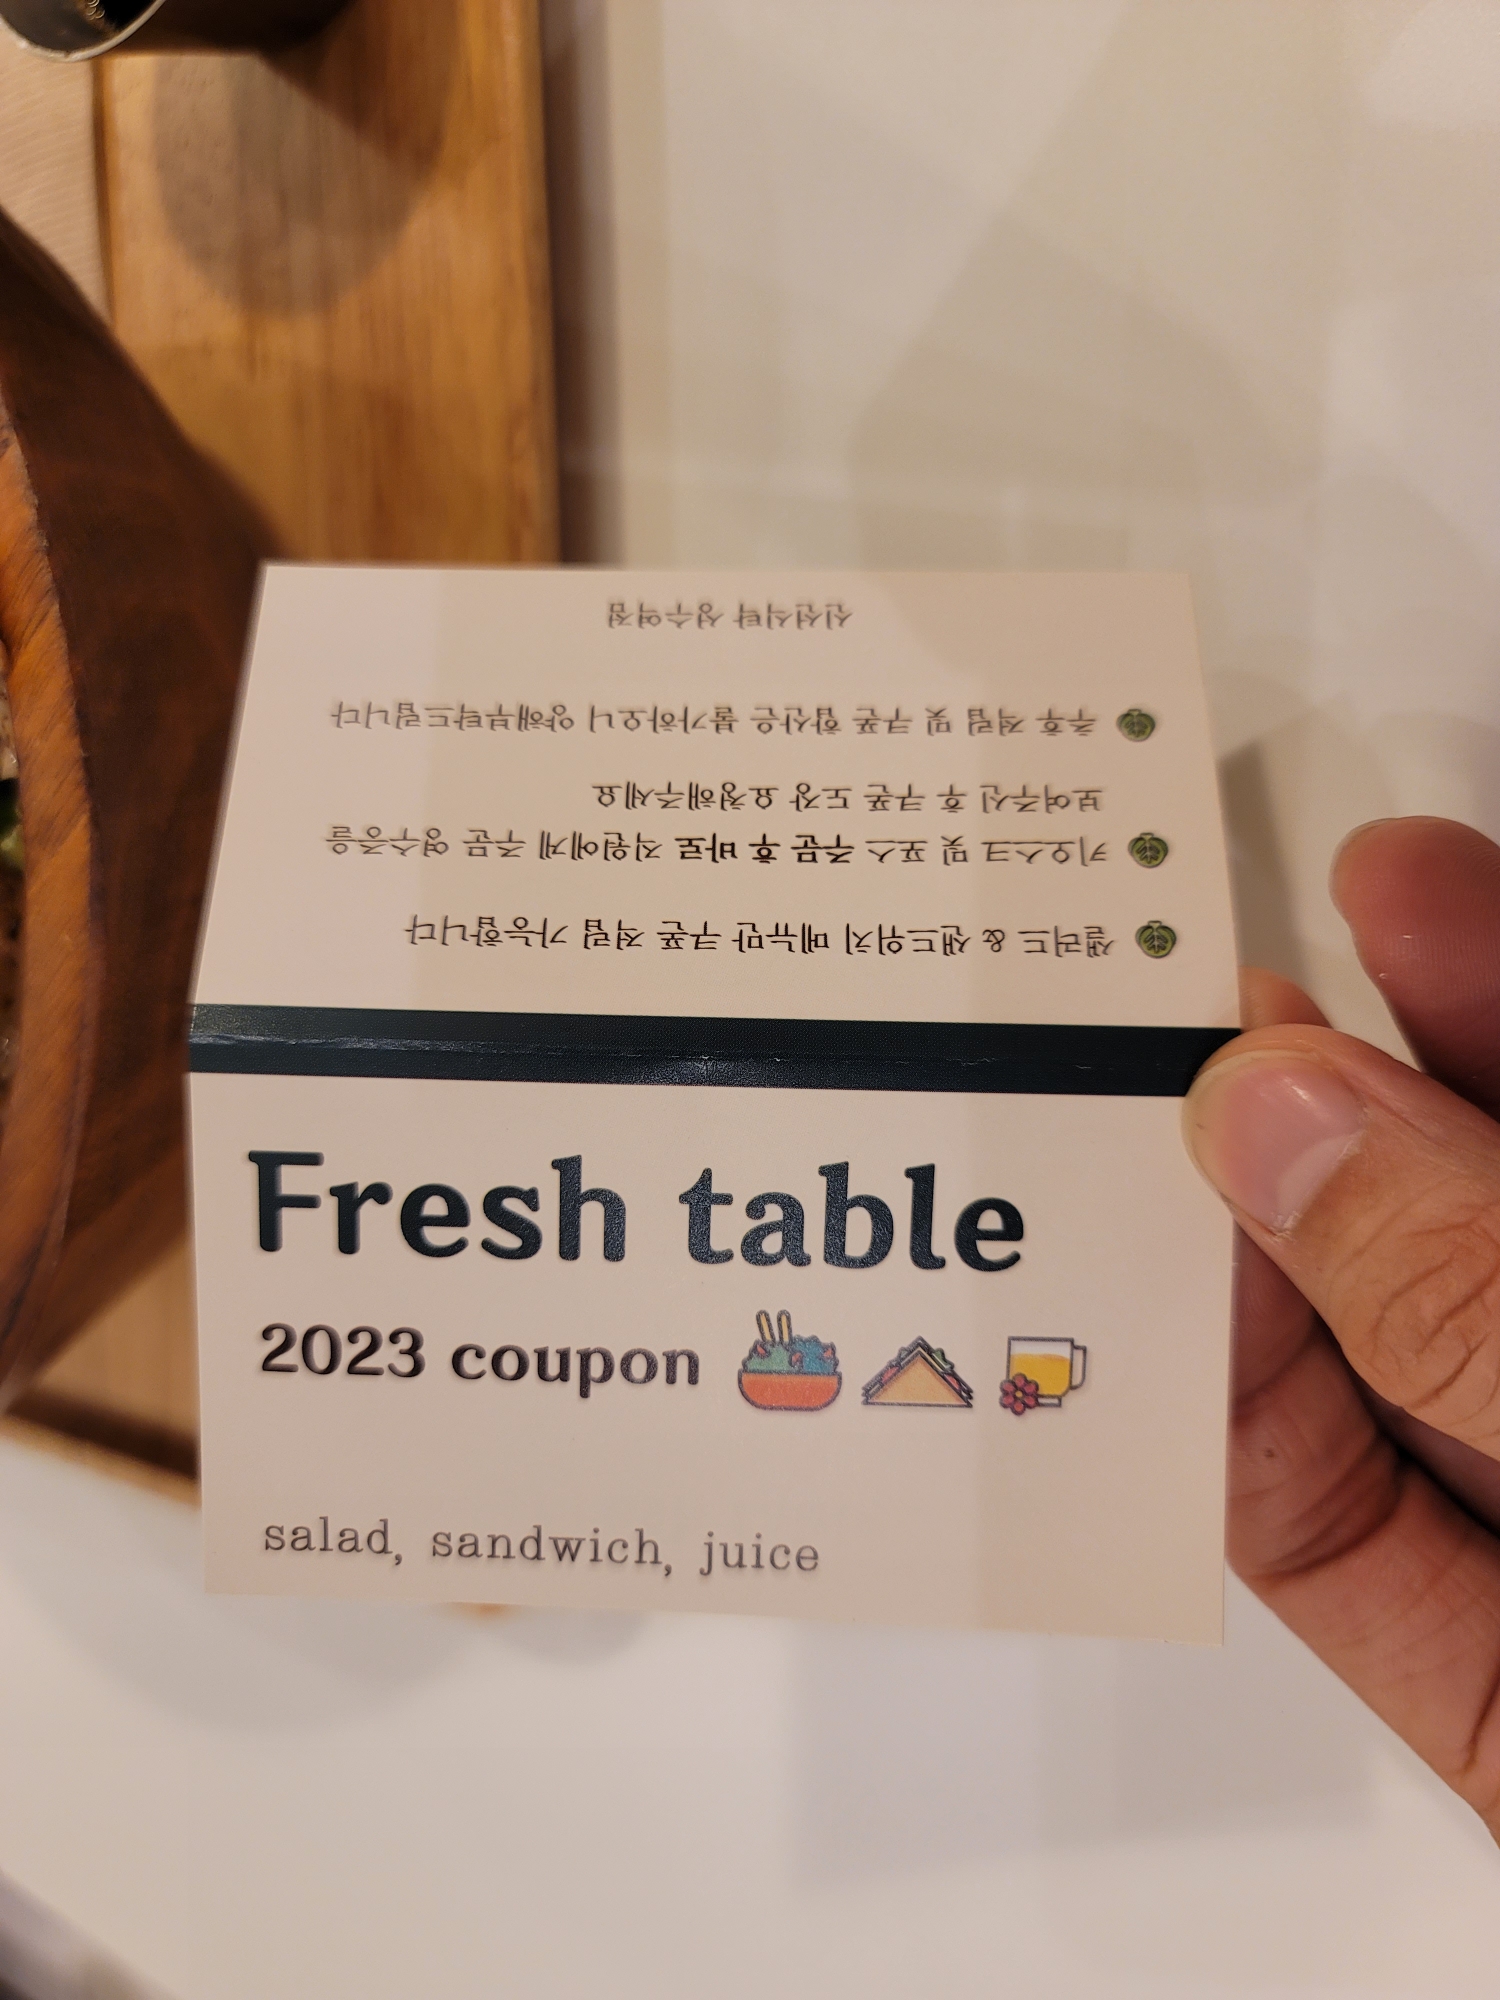 Fresh table
2023 coupon
salad, sandwich, juice
샐러드 & 샌드위치 메뉴만 쿠폰 적립 가능합니다
키오스크 및 포스 주문 후 바로 직원에게 주문 영수증을
보여주신 후 쿠폰 도장 요청해주세요
추후 적립 및 쿠폰 합산은 불가하오니 양해부탁드립니다
신선식탁 성수역점